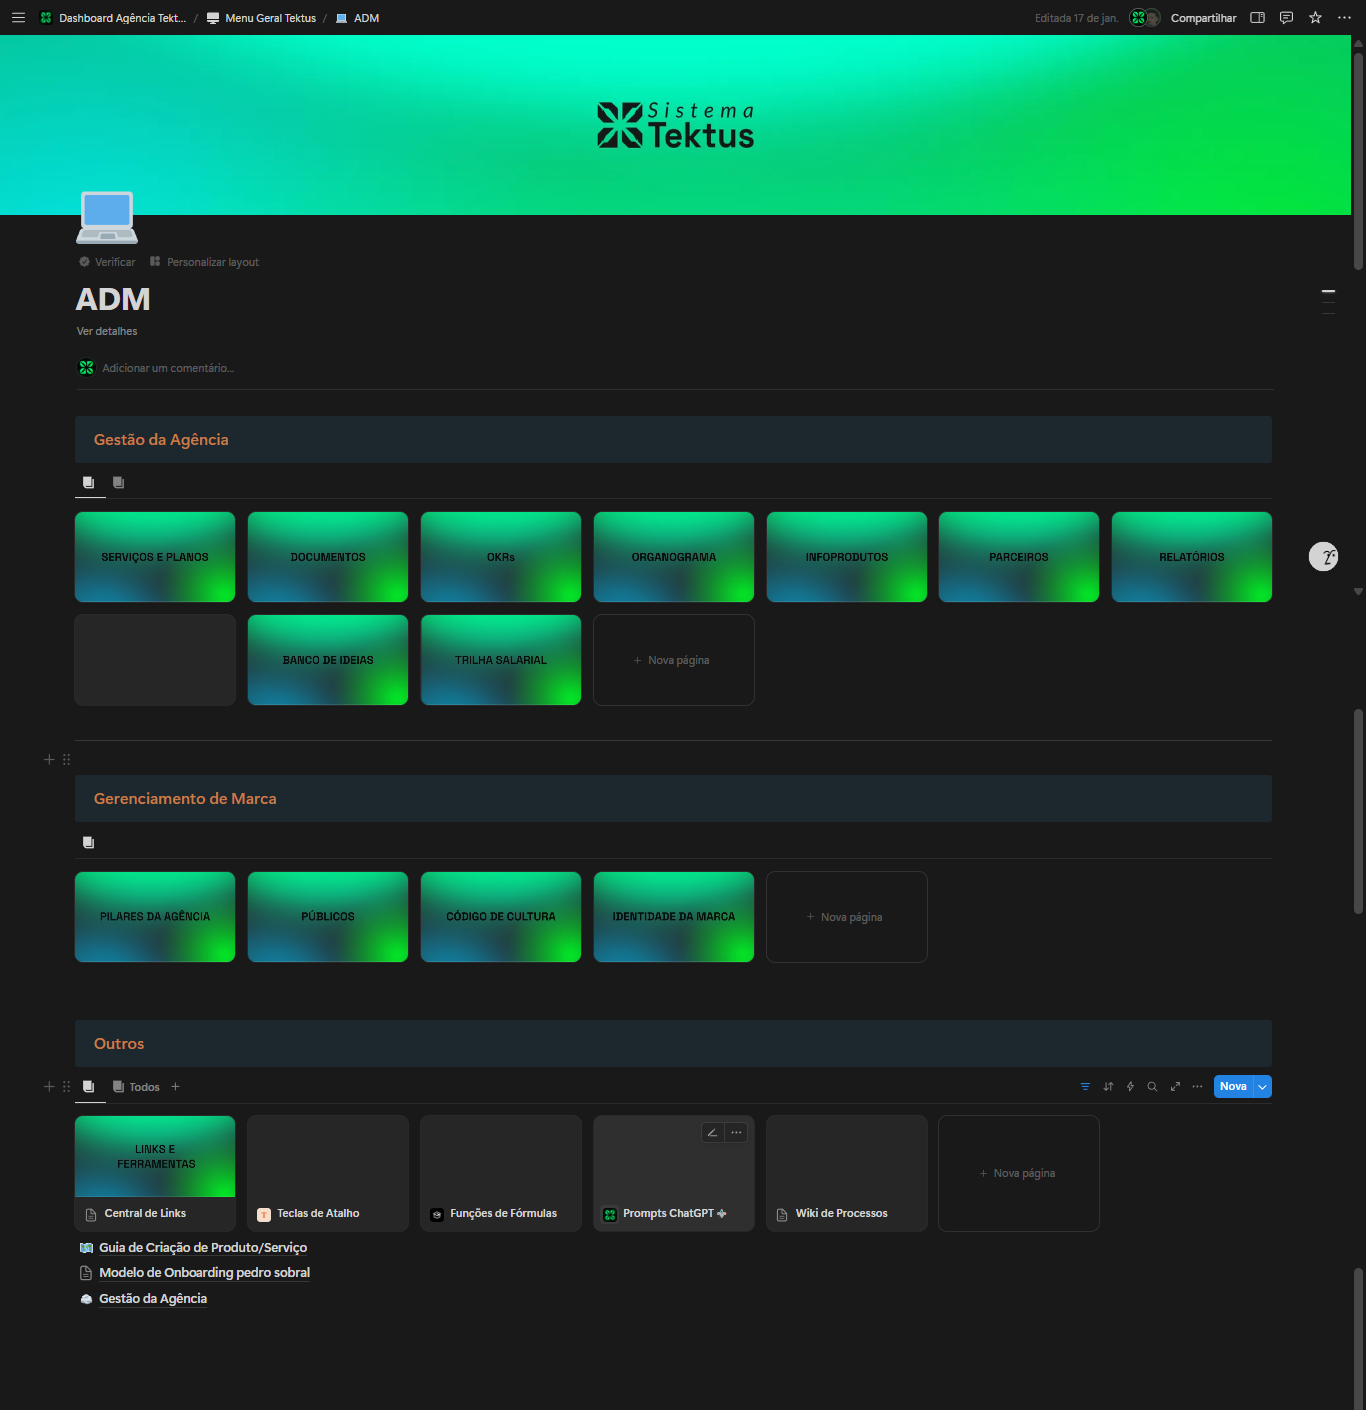 Dashboard Agência Tekt... / Menu Geral Tektus / ADM
Editada 17 de jan.
Compartilhar
Sistema
Tektus
Verificar
Personalizar layout
ADM
Ver detalhes
Adicionar um comentário...
Gestão da Agência
SERVIÇOS E PLANOS
DOCUMENTOS
OKRs
ORGANOGRAMA
INFOPRODUTOS
PARCEIROS
RELATÓRIOS
BANCO DE IDEIAS
TRILHA SALARIAL
+ Nova página
Gerenciamento de Marca
PILARES DA AGÊNCIA
PÚBLICOS
CÓDIGO DE CULTURA
IDENTIDADE DA MARCA
+ Nova página
Outros
Todos
Nova
LINKS E
FERRAMENTAS
Central de Links
Teclas de Atalho
Funções de Fórmulas
Prompts ChatGPT
Wiki de Processos
+ Nova página
Guia de Criação de Produto/Serviço
Modelo de Onboarding pedro sobral
Gestão da Agência